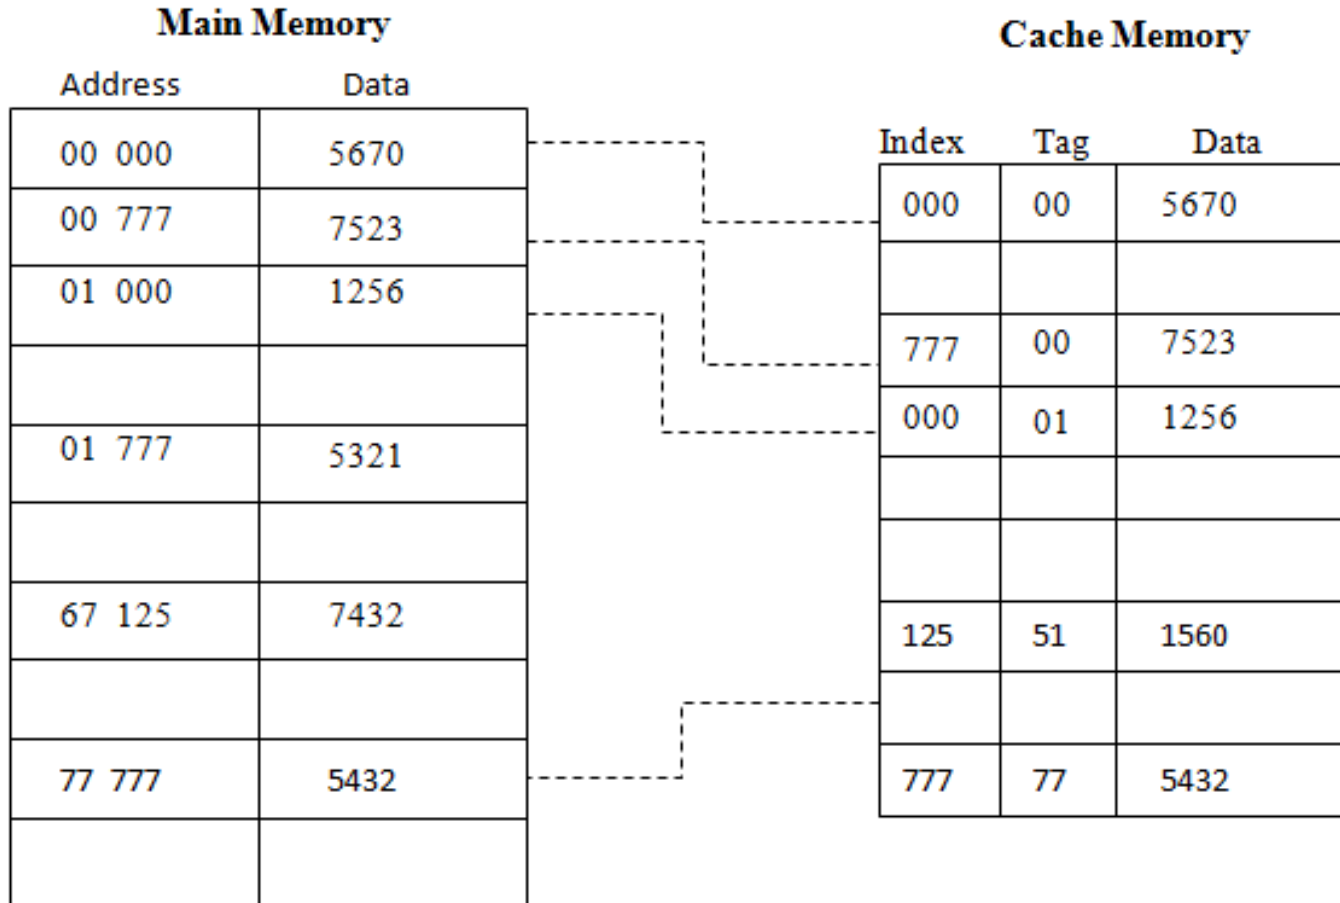 Main Memory
Address Data
00 000 5670
00 777 7523
01 000 1256
01 777 5321
67 125 7432
77 777 5432
Cache Memory
Index Tag Data
000 00 5670
777 00 7523
000 01 1256
125 51 1560
777 77 5432